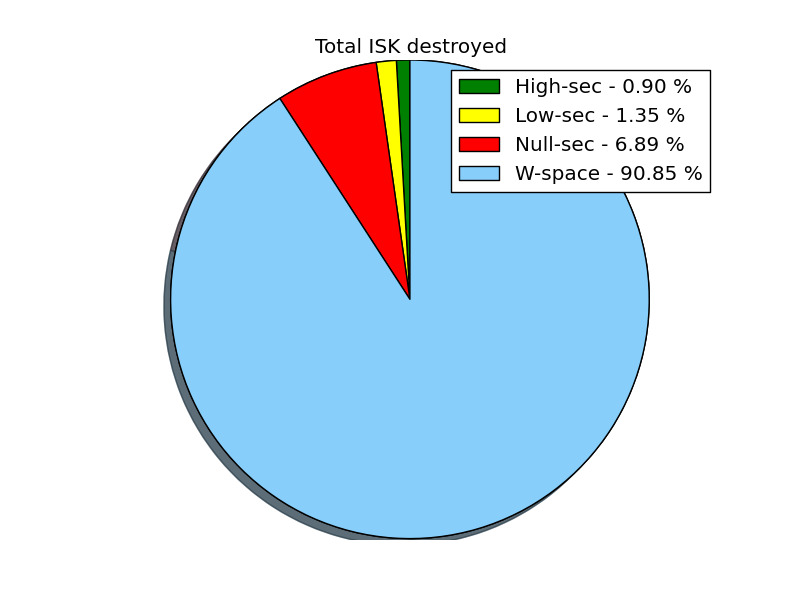 Total ISK destroyed
High-sec - 0.90 %
Low-sec - 1.35 %
Null-sec - 6.89 %
W-space - 90.85 %